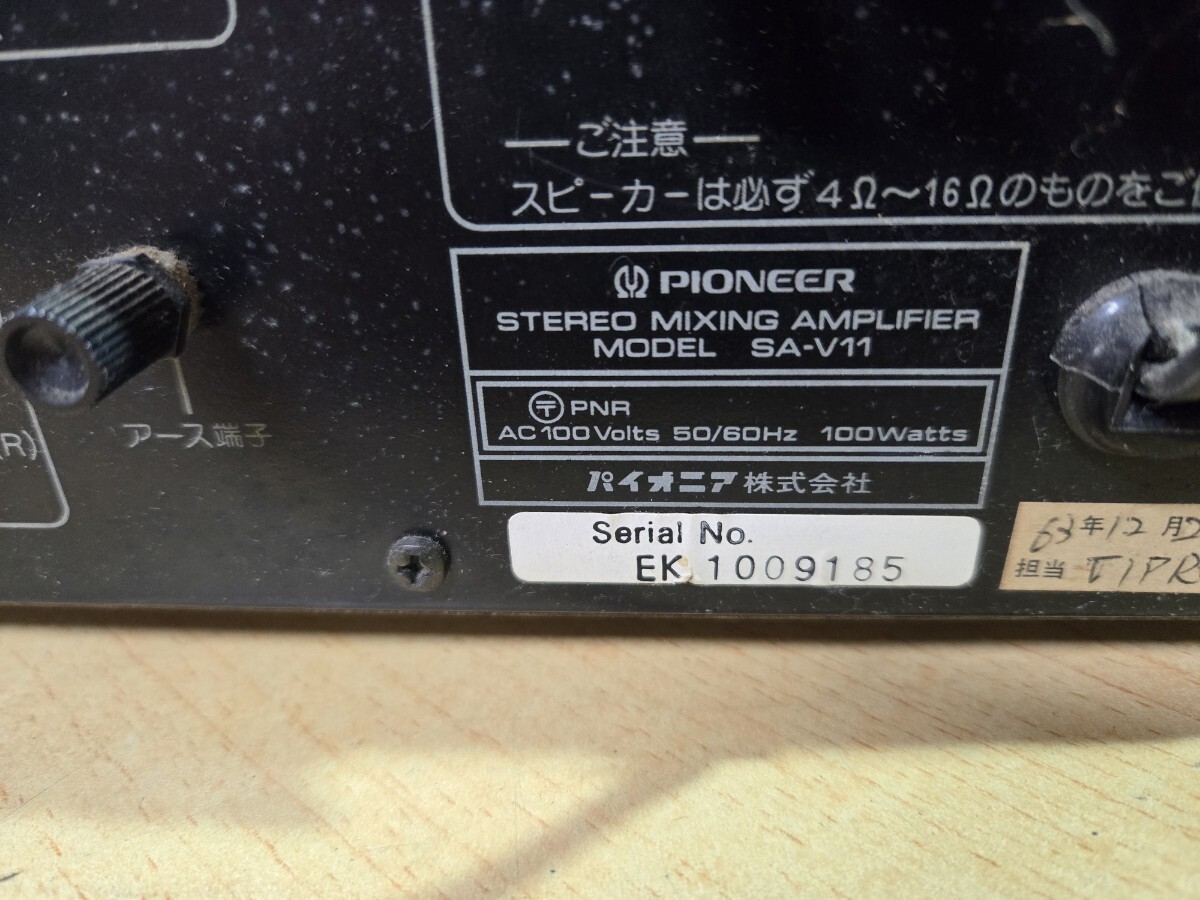 ご注意
スピーカーは必ず4Ω〜16Ωのものをご
PIONEER
STEREO MIXING AMPLIFIER
MODEL SA-V11
〒 PNR
AC 100 Volts 50/60Hz 100Watts
パイオニア株式会社
Serial No.
EK 1009185
アース端子
R)
63年12月
担当